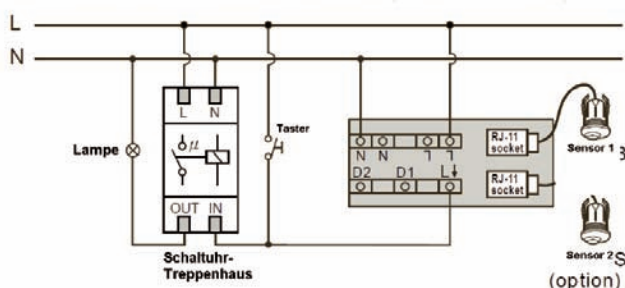 L
N
L N
μ
Lampe
Taster
OUT IN
Schaltuhr-
Treppenhaus
N N L L
D2 D1 L↓
RJ-11
socket
RJ-11
socket
Sensor 1
3
Sensor 2 S
(option)